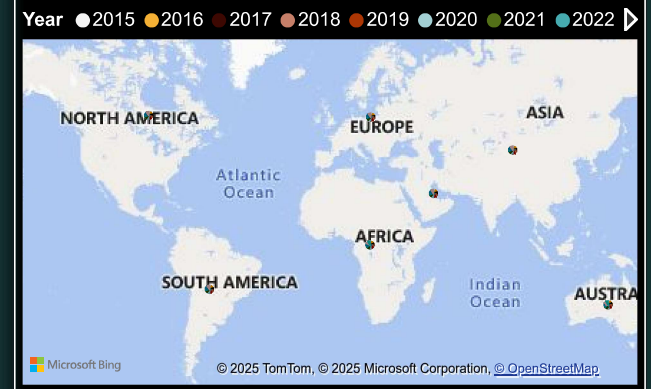 Year 2015 2016 2017 2018 2019 2020 2021 2022
NORTH AMERICA
ASIA
EUROPE
Atlantic
Ocean
AFRICA
SOUTH AMERICA
Indian
Ocean
AUSTRA
Microsoft Bing
© 2025 TomTom, © 2025 Microsoft Corporation, © OpenStreetMap